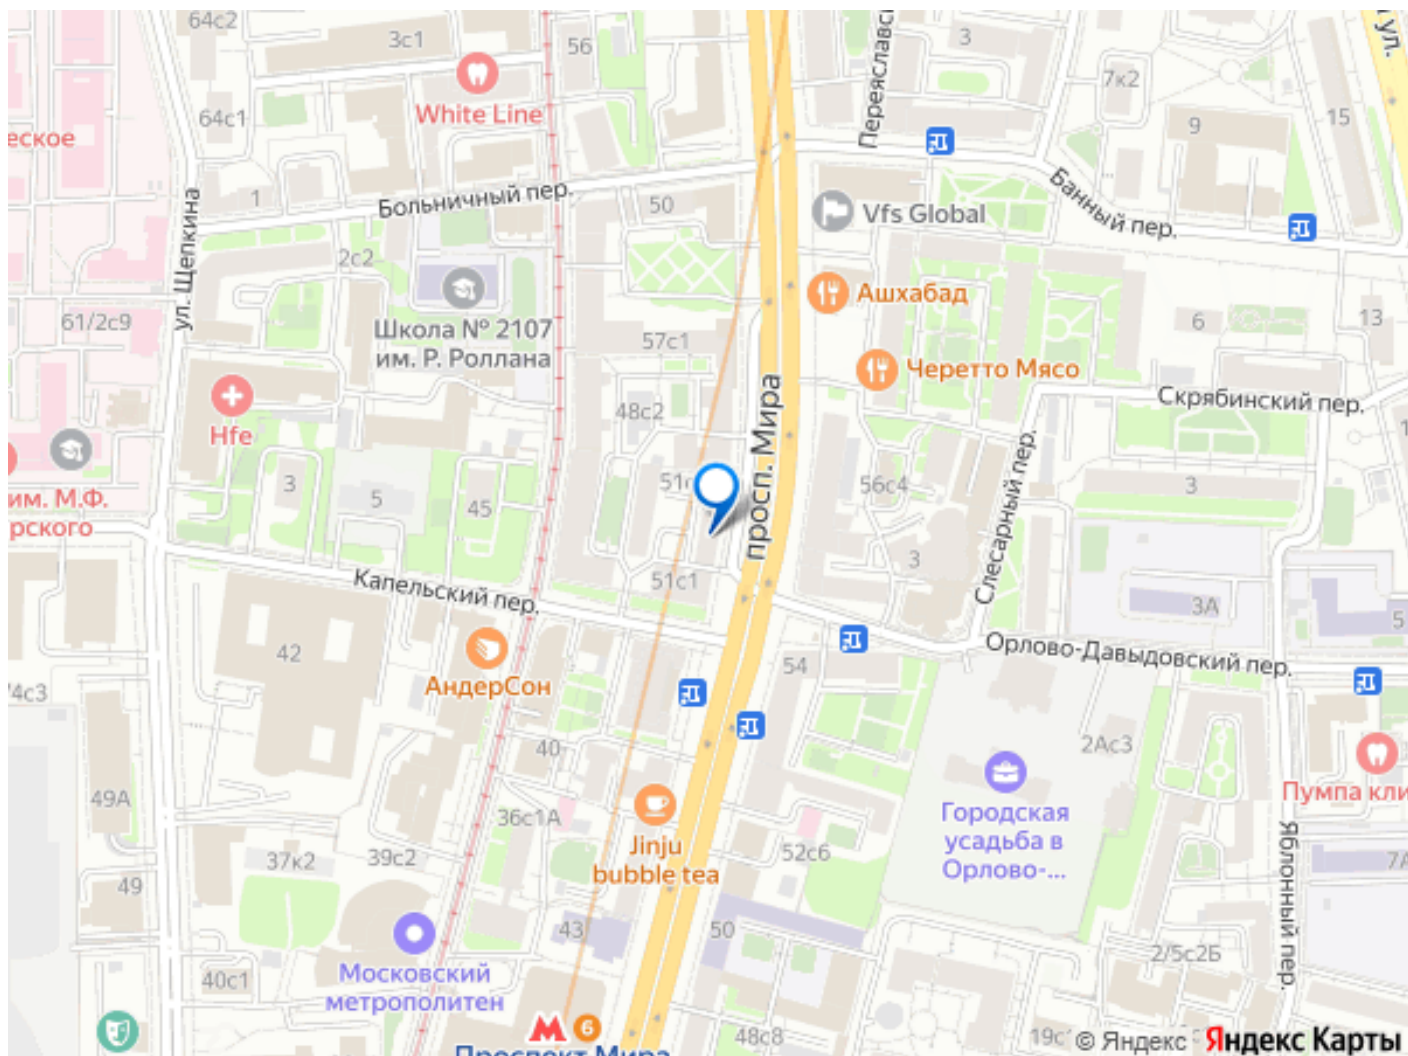 64с2
3с1
56
3
Переяславс
а ул.
7к2
White Line
64с1
15
9
еское
Больничный пер.
1
50
Vfs Global
Банный пер.
ул. Щепкина
2с2
Ашхабад
61/2с9
Школа № 2107
им. Р. Роллана
57с1
6
13
Черетто Мясо
просп. Мира
Скрябинский пер.
48с2
Hfe
Слесарный пер.
3
5
45
56с4
3
им. М.Ф.
рского
Капельский пер.
51с1
3
3А
5
42
54
Орлово-Давыдовский пер.
/4с3
АндерСон
40
2Ас3
49А
36с1А
Jinju
bubble tea
Городская
усадьба в
Орлово-...
Пумпа кли
37к2
39с2
52с6
7А
Яблонный пер.
49
43
50
40с1
Московский
метрополитен
2/5с2Б
6
Проспект Мира
48с8
19с
© Яндекс Яндекс Карты